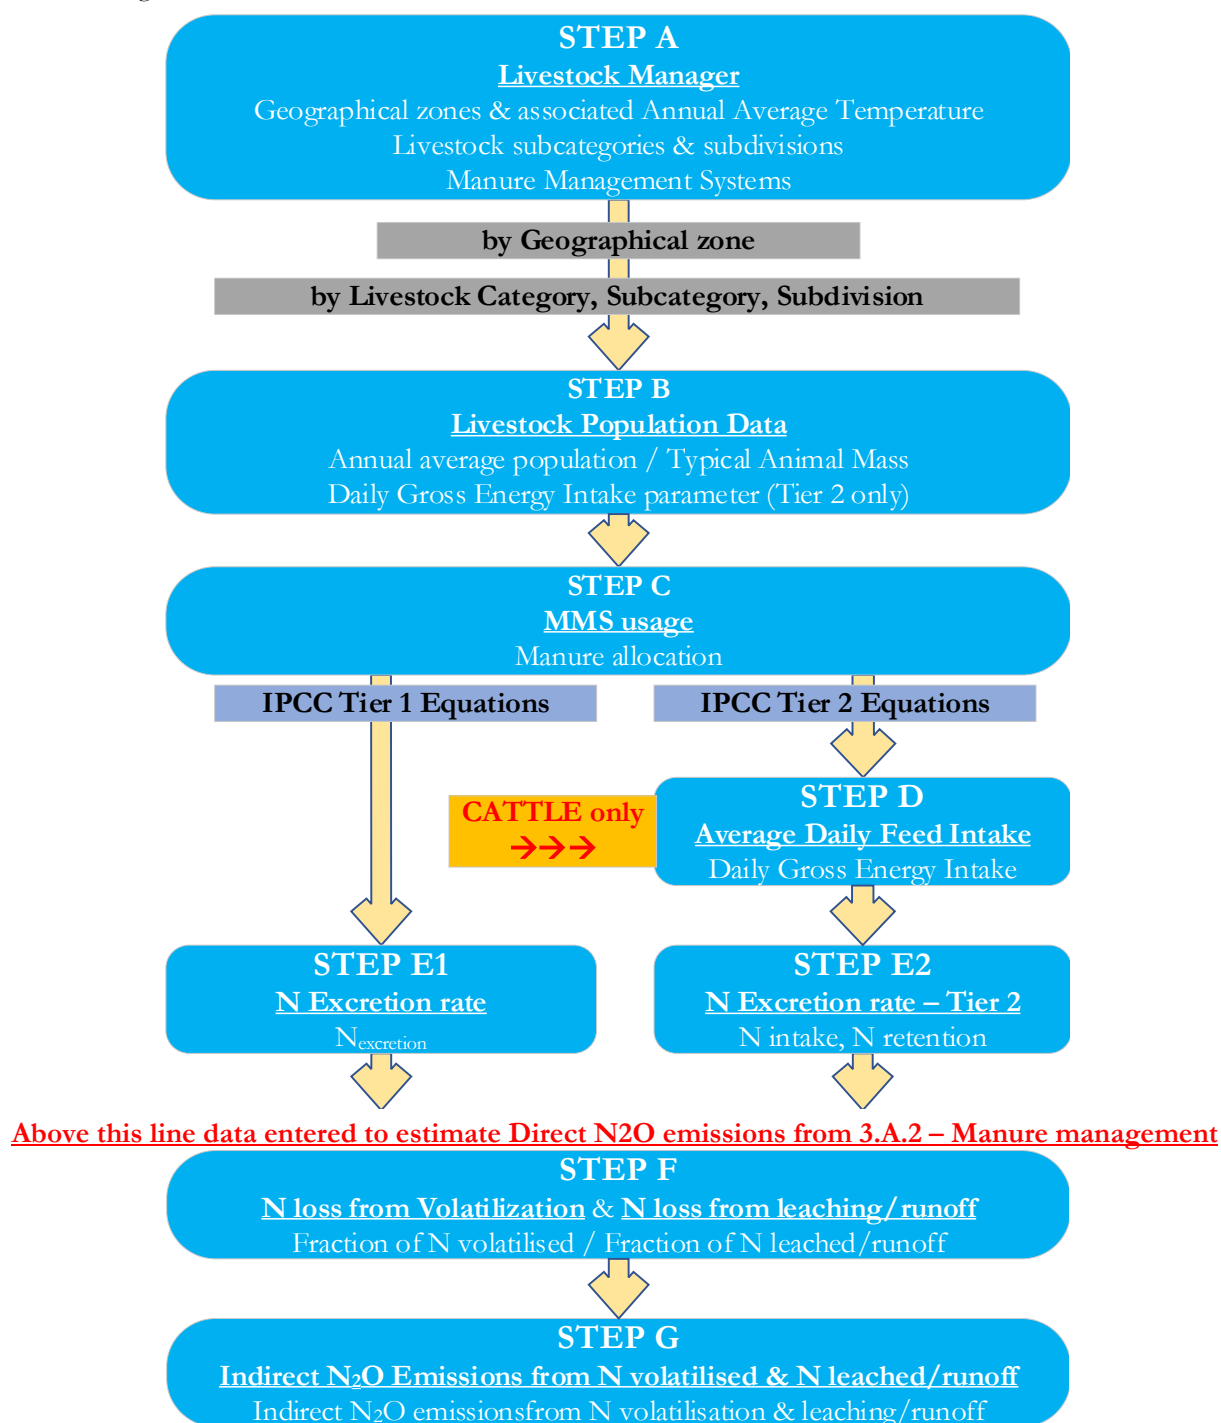 STEP A
Livestock Manager
Geographical zones & associated Annual Average Temperature
Livestock subcategories & subdivisions
Manure Management Systems
by Geographical zone
by Livestock Category, Subcategory, Subdivision
STEP B
Livestock Population Data
Annual average population / Typical Animal Mass
Daily Gross Energy Intake parameter (Tier 2 only)
STEP C
MMS usage
Manure allocation
IPCC Tier 1 Equations
IPCC Tier 2 Equations
CATTLE only
→→→
STEP D
Average Daily Feed Intake
Daily Gross Energy Intake
STEP E1
N Excretion rate
Nexcretion
STEP E2
N Excretion rate – Tier 2
N intake, N retention
Above this line data entered to estimate Direct N2O emissions from 3.A.2 – Manure management
STEP F
N loss from Volatilization & N loss from leaching/runoff
Fraction of N volatilised / Fraction of N leached/runoff
STEP G
Indirect N₂O Emissions from N volatilised & N leached/runoff
Indirect N₂O emissionsfrom N volatilisation & leaching/runoff